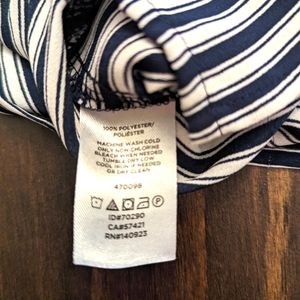 100% POLYESTER/
POLIÉSTER
MACHINE WASH COLD
ONLY NON-CHLORINE
BLEACH WHEN NEEDED
TUMBLE DRY LOW
COOL IRON IF NEEDED
OR DRY CLEAN
470098
ID#70290
CA#57421
RN#140923